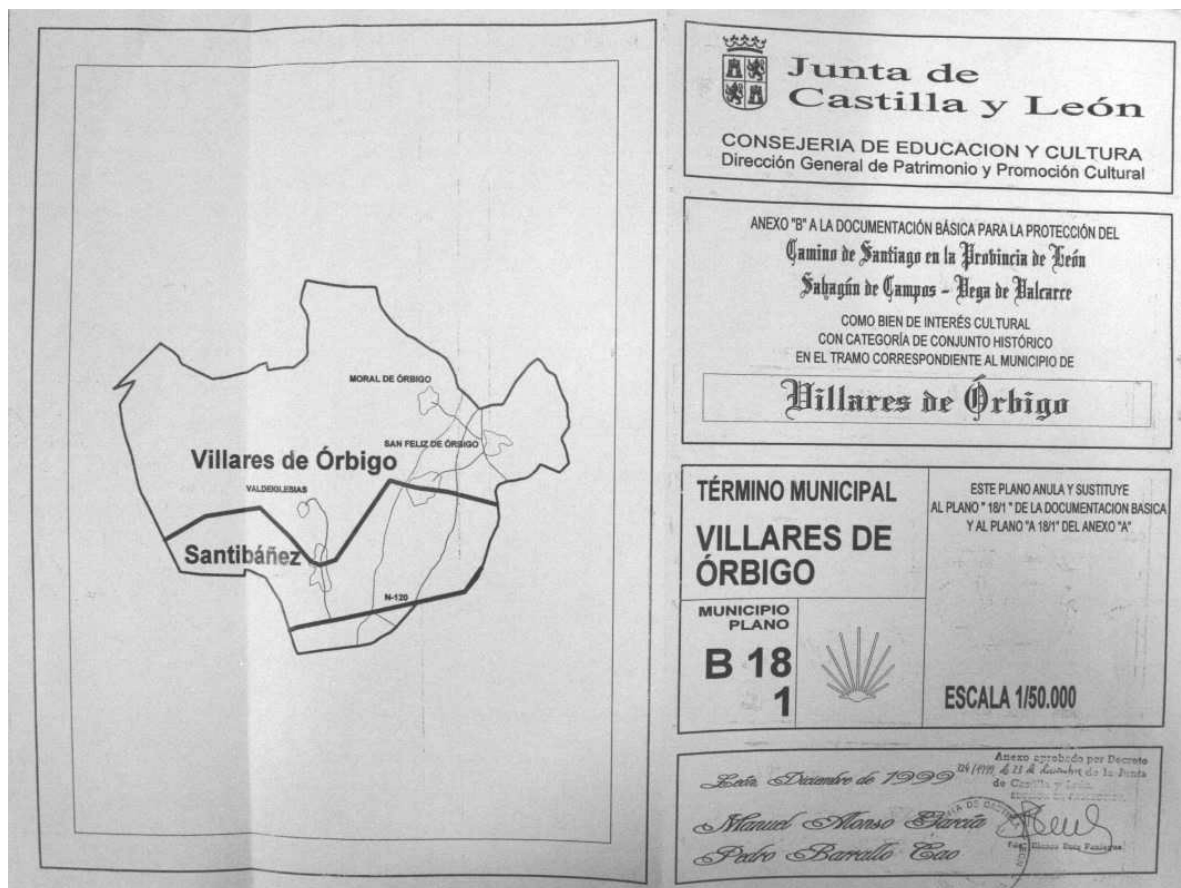 MORAL DE ÓRBIGO
SAN FELIZ DE ÓRBIGO
Villares de Órbigo
VALDEIGLESIAS
Santibáñez
N-120
Junta de
Castilla y León
CONSEJERIA DE EDUCACION Y CULTURA
Dirección General de Patrimonio y Promoción Cultural
ANEXO "B" A LA DOCUMENTACIÓN BÁSICA PARA LA PROTECCIÓN DEL
Camino de Santiago en la Probincia de León
Sahagún de Campos - Vega de Valcarce
COMO BIEN DE INTERÉS CULTURAL
CON CATEGORÍA DE CONJUNTO HISTÓRICO
EN EL TRAMO CORRESPONDIENTE AL MUNICIPIO DE
Villares de Órbigo
TÉRMINO MUNICIPAL
VILLARES DE
ÓRBIGO
MUNICIPIO
PLANO
B 18
1
ESTE PLANO ANULA Y SUSTITUYE
AL PLANO " 18/1 " DE LA DOCUMENTACION BASICA
Y AL PLANO "A 18/1" DEL ANEXO "A"
ESCALA 1/50.000
León, Diciembre de 1999
Manuel Alonso García
Pedro Barrallo Cao
Anexo aprobado por Decreto
de 23 de diciembre de la Junta
de Castilla y León.